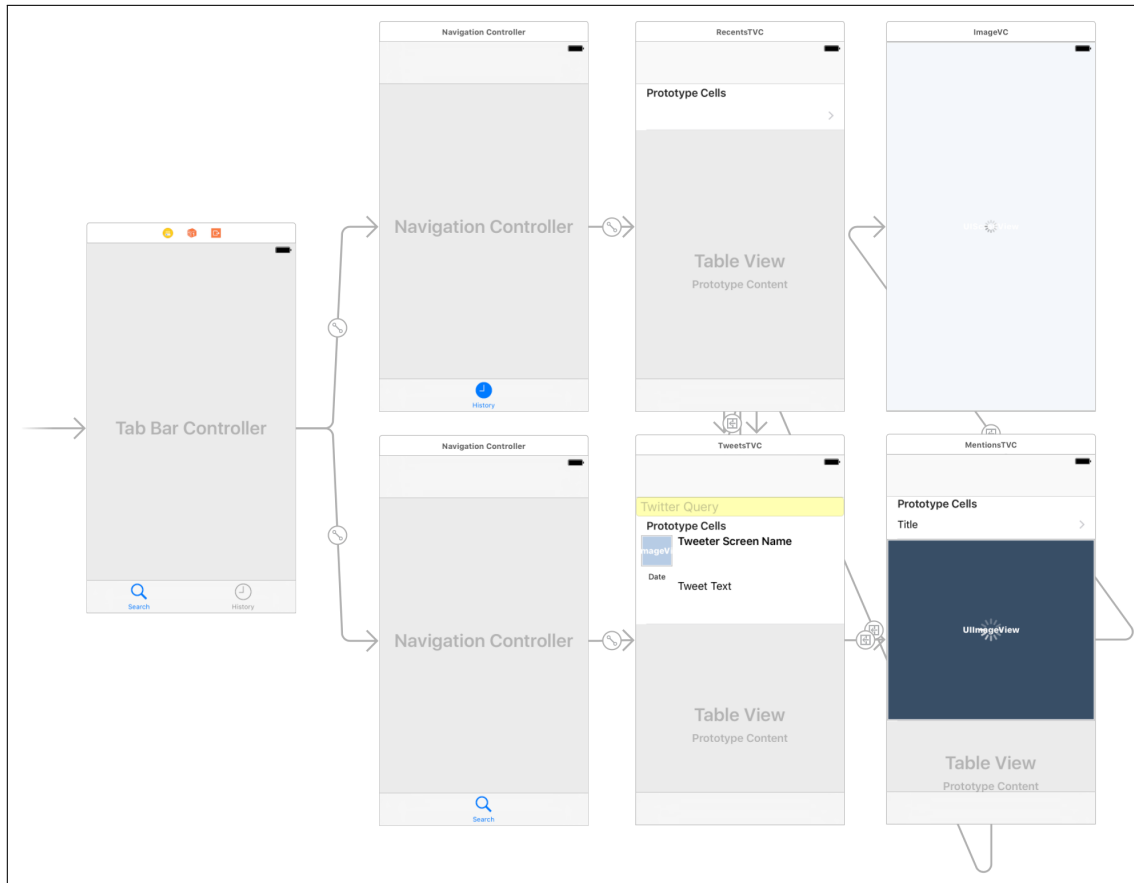 Navigation Controller
RecentsTVC
ImageVC
Prototype Cells
Navigation Controller
Table View
Prototype Content
History
Tab Bar Controller
Search
History
Navigation Controller
TweetsTVC
MentionsTVC
Twitter Query
Prototype Cells
Tweeter Screen Name
Date
Tweet Text
Prototype Cells
Title
UIImageView
Navigation Controller
Table View
Prototype Content
Table View
Prototype Content
Search